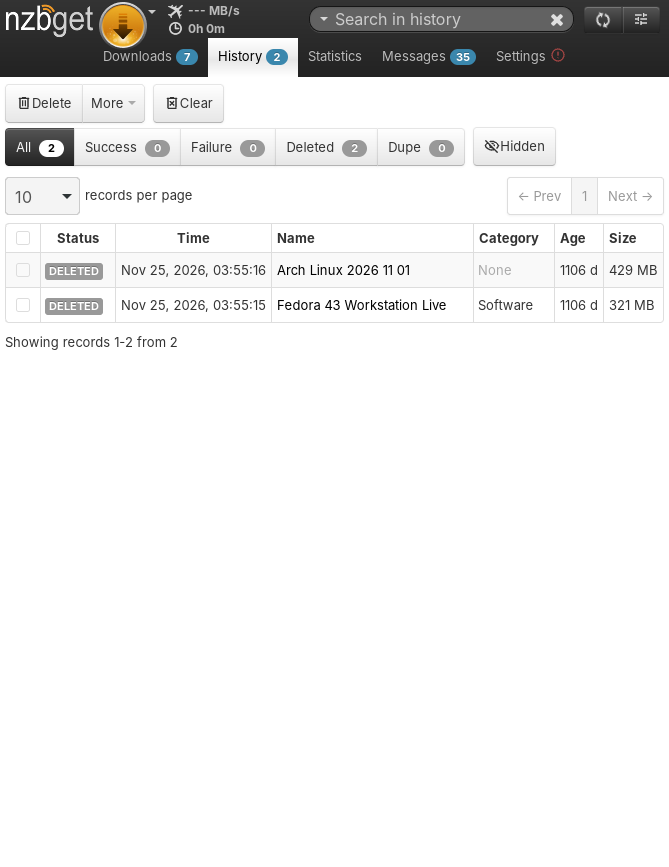 nzbget
--- MB/s
0h 0m
Search in history
Downloads 7 History 2 Statistics Messages 35 Settings
Delete More Clear
All 2 Success 0 Failure 0 Deleted 2 Dupe 0 Hidden
10 records per page ← Prev 1 Next →
Status Time Name Category Age Size
DELETED Nov 25, 2026, 03:55:16 Arch Linux 2026 11 01 None 1106 d 429 MB
DELETED Nov 25, 2026, 03:55:15 Fedora 43 Workstation Live Software 1106 d 321 MB
Showing records 1-2 from 2